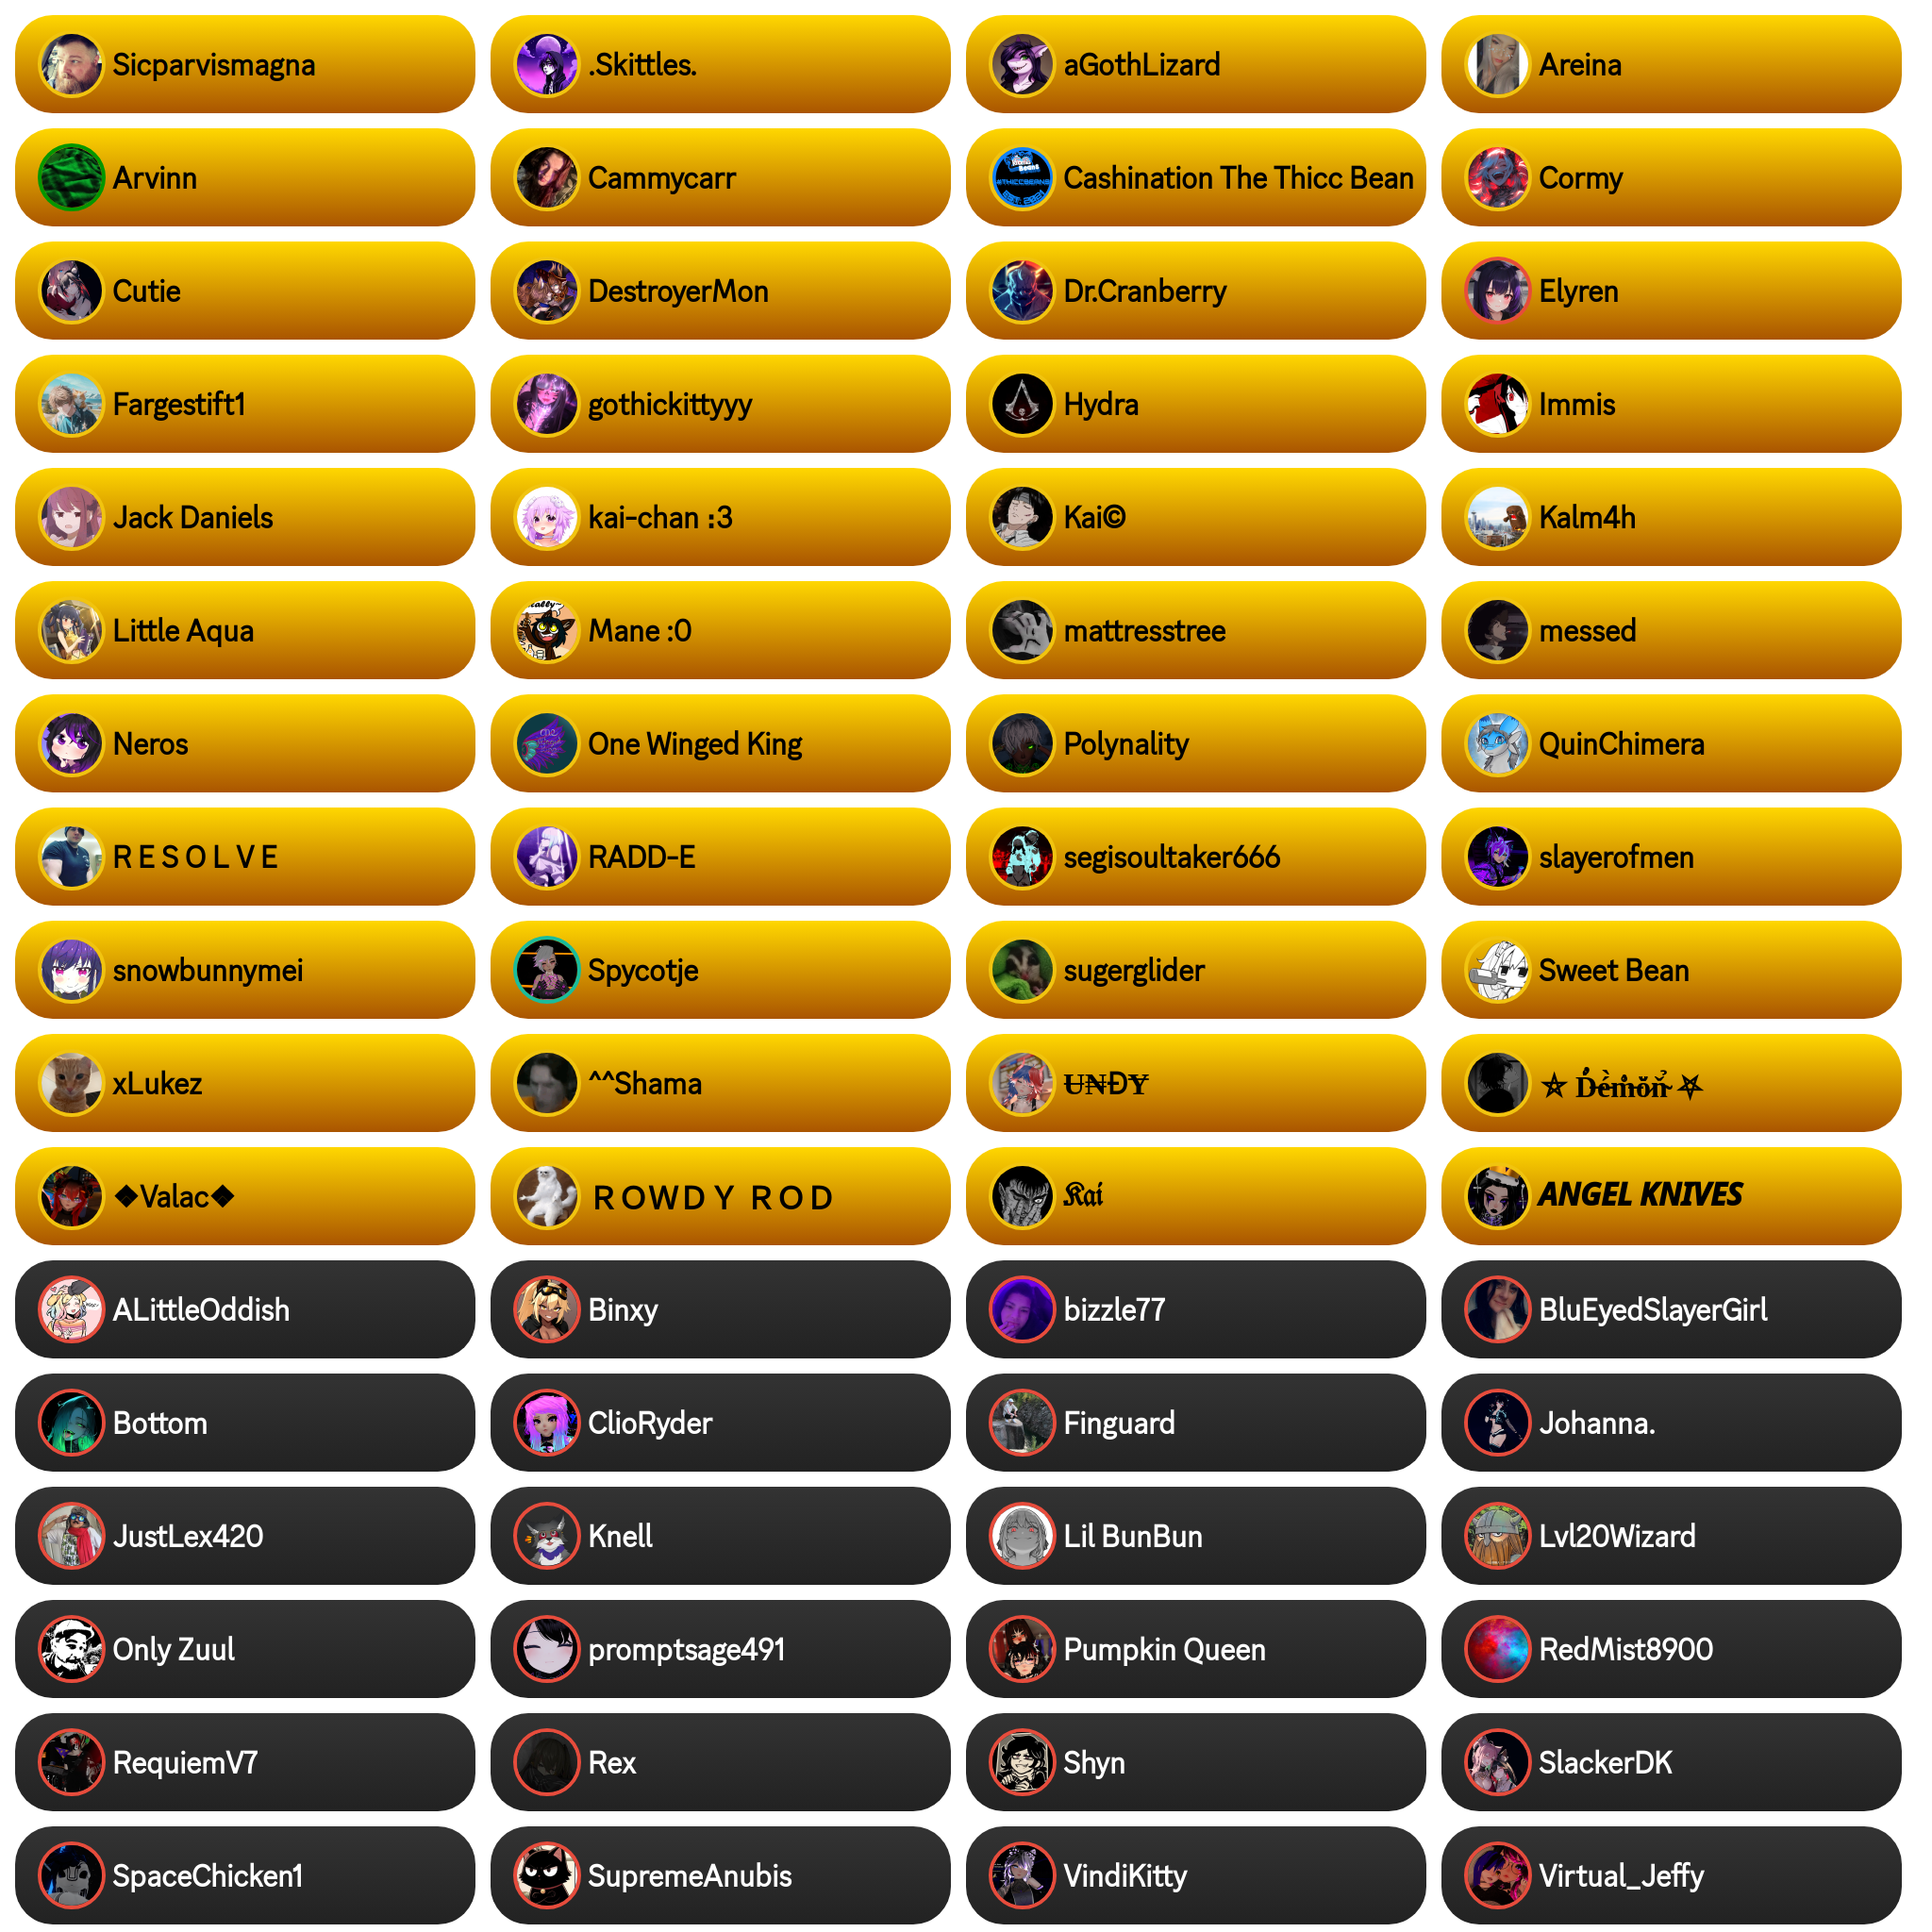 Sicparvismagna
.Skittles.
aGothLizard
Areina
Arvinn
Cammycarr
Cashination The Thicc Bean
Cormy
Cutie
DestroyerMon
Dr.Cranberry
Elyren
Fargestift1
gothickittyyy
Hydra
Immis
Jack Daniels
kai-chan :3
Kai©
Kalm4h
Little Aqua
Mane :0
mattresstree
messed
Neros
One Winged King
Polynality
QuinChimera
R E S O L V E
RADD-E
segisoultaker666
slayerofmen
snowbunnymei
Spycotje
sugerglider
Sweet Bean
xLukez
^^Shama
U̶N̶ĐY̶
⛤ D̴̛́ė̴̀m̴̊ŏ̴n̴̉ ⛧
❖Valac❖
ＲＯＷＤＹ ＲＯＤ
𝕶𝖆𝖎
𝘼𝙉𝙂𝙀𝙇 𝙆𝙉𝙄𝙑𝙀𝙎
ALittleOddish
Binxy
bizzle77
BluEyedSlayerGirl
Bottom
ClioRyder
Finguard
Johanna.
JustLex420
Knell
Lil BunBun
Lvl20Wizard
Only Zuul
promptsage491
Pumpkin Queen
RedMist8900
RequiemV7
Rex
Shyn
SlackerDK
SpaceChicken1
SupremeAnubis
VindiKitty
Virtual_Jeffy